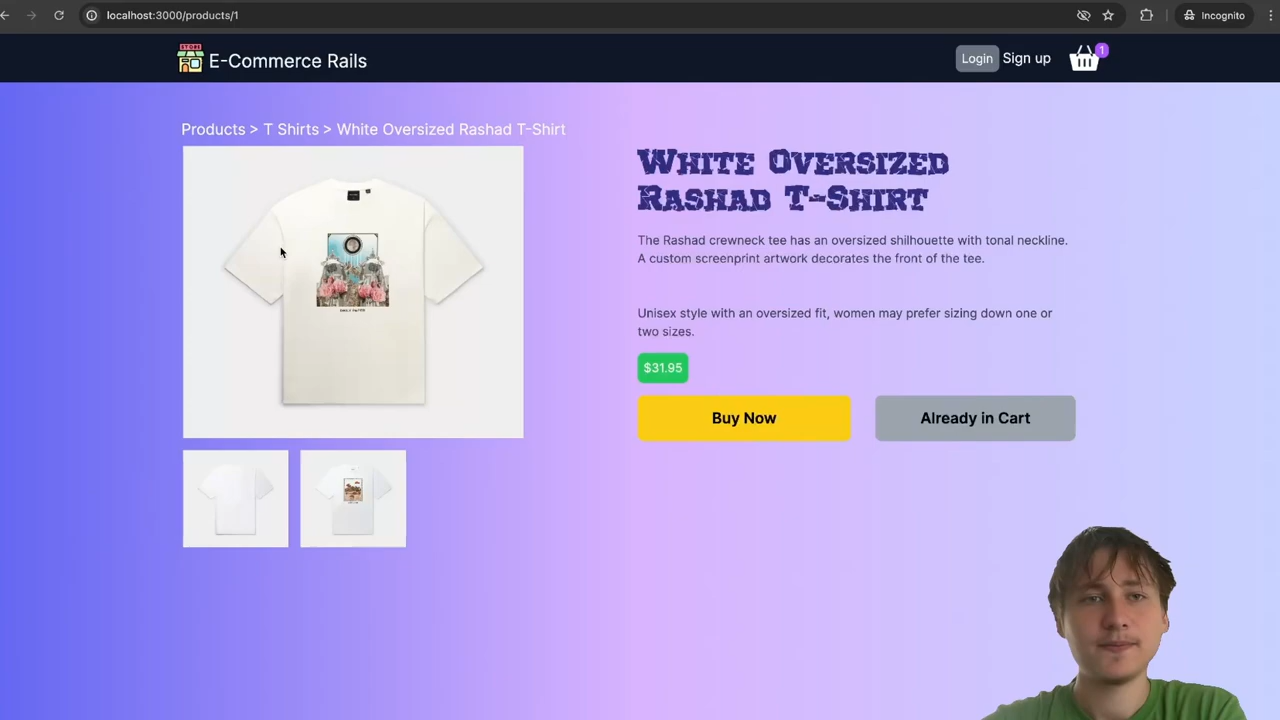 localhost:3000/products/1
Incognito
STORE
E-Commerce Rails
Login
Sign up
1
Products > T Shirts > White Oversized Rashad T-Shirt
White Oversized
Rashad T-Shirt
The Rashad crewneck tee has an oversized shilhouette with tonal neckline.
A custom screenprint artwork decorates the front of the tee.
Unisex style with an oversized fit, women may prefer sizing down one or
two sizes.
$31.95
Buy Now
Already in Cart